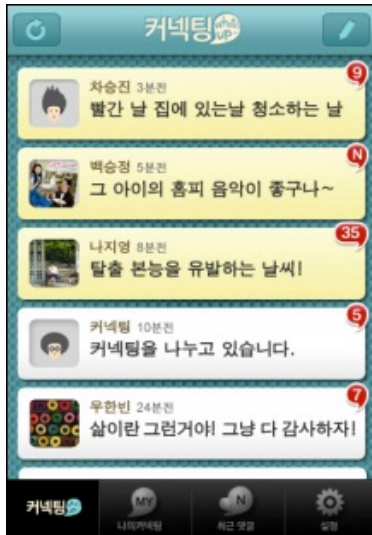 커넥팅 what's UP
9
차승진 3분전
빨간 날 집에 있는날 청소하는 날
N
백승정 5분전
그 아이의 홈피 음악이 좋구나~
35
나지영 8분전
탈출 본능을 유발하는 날씨!
5
커넥팅 10분전
커넥팅을 나누고 있습니다.
7
우한빈 24분전
삶이란 그런거야! 그냥 다 감사하자!
커넥팅
MY
나의커넥팅
N
최근 댓글
설정